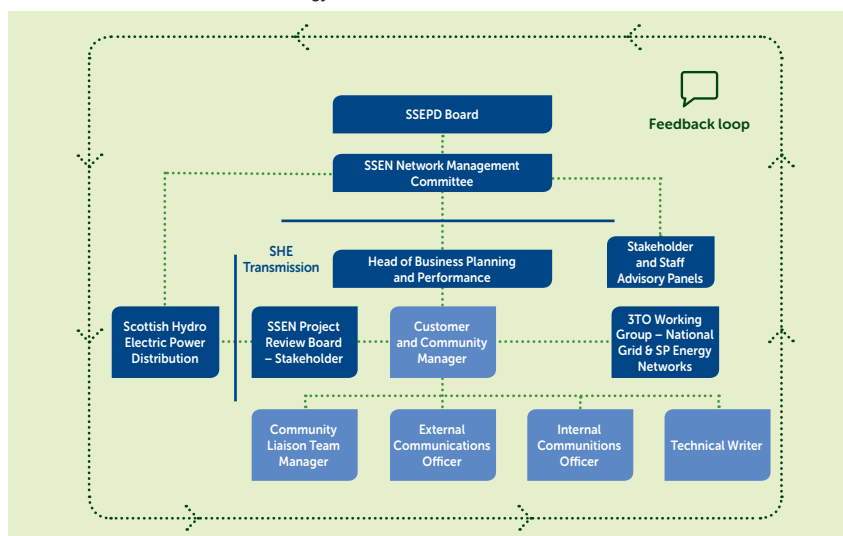 SSEPD Board
Feedback loop
SSEN Network Management
Committee
SHE
Transmission
Head of Business Planning
and Performance
Stakeholder
and Staff
Advisory Panels
Scottish Hydro
Electric Power
Distribution
SSEN Project
Review Board
– Stakeholder
Customer
and Community
Manager
3TO Working
Group – National
Grid & SP Energy
Networks
Community
Liaison Team
Manager
External
Communications
Officer
Internal
Communitions
Officer
Technical Writer